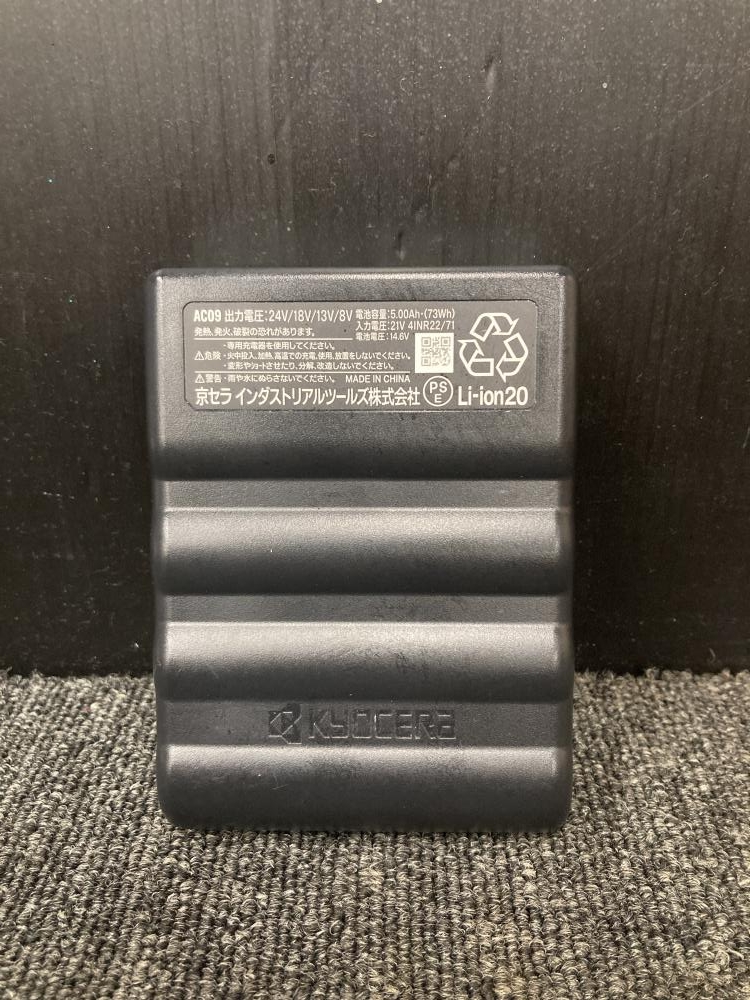 AC09 出力電圧:24V/18V/13V/8V 電池容量:5.00Ah・(73Wh)
入力電圧:21V 4INR22/71
電池電圧:14.6V
発熱、発火、破裂の恐れがあります。
⚠危険
・専用充電器を使用してください。
・火中投入、加熱、高温での充電、使用、放置をしないでください。
・変形やショートさせたり、分解、改造しないでください。
⚠警告・雨や水にぬらさないでください。 MADE IN CHINA
京セラ インダストリアルツールズ株式会社 PSE Li-ion20
KYOCERA